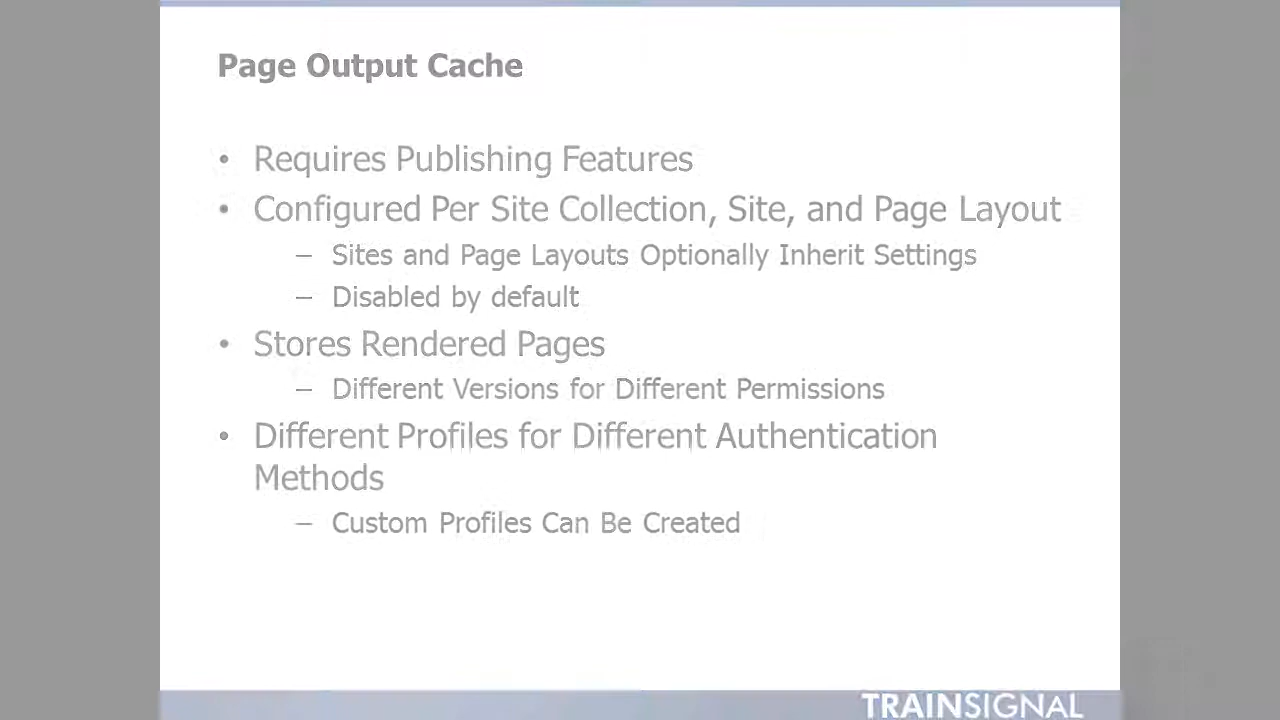 Page Output Cache
• Requires Publishing Features
• Configured Per Site Collection, Site, and Page Layout
– Sites and Page Layouts Optionally Inherit Settings
– Disabled by default
• Stores Rendered Pages
– Different Versions for Different Permissions
• Different Profiles for Different Authentication
Methods
– Custom Profiles Can Be Created
TRAINSIGNAL